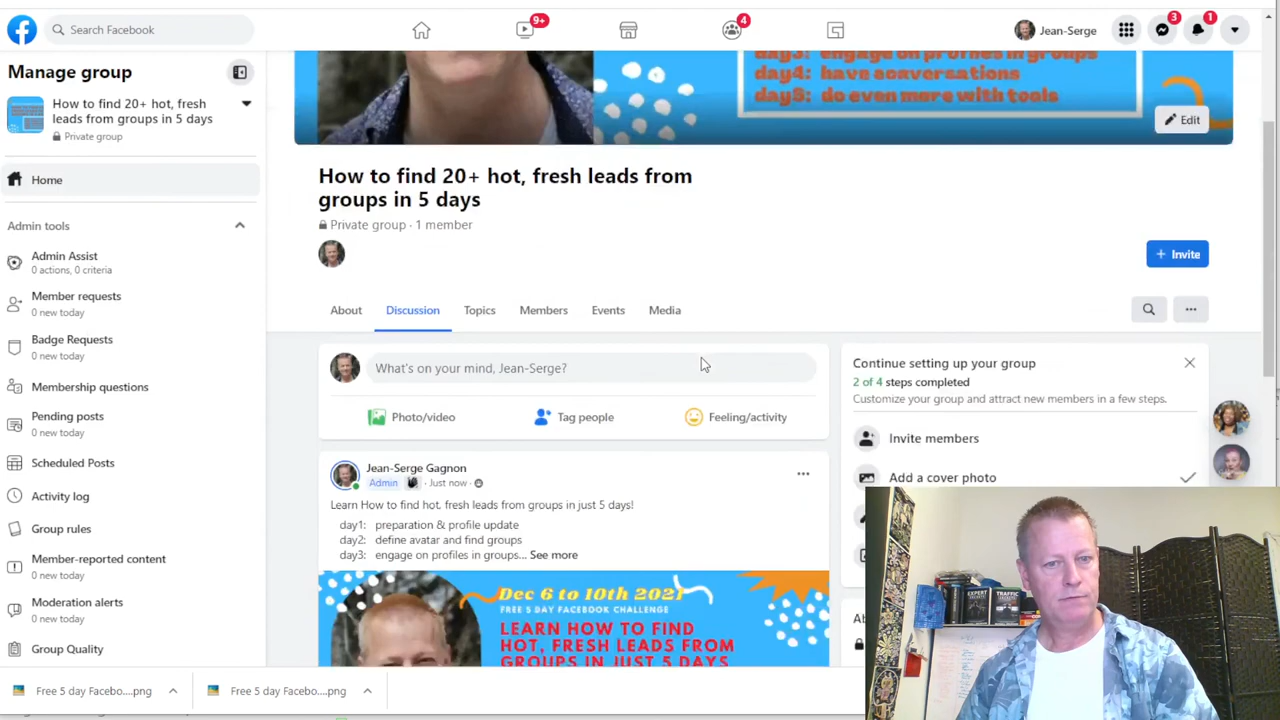 Search Facebook
9+
4
Jean-Serge
3
1
Manage group
How to find 20+ hot, fresh
leads from groups in 5 days
Private group
Home
Admin tools
Admin Assist
0 actions, 0 criteria
Member requests
0 new today
Badge Requests
0 new today
Membership questions
Pending posts
0 new today
Scheduled Posts
Activity log
Group rules
Member-reported content
0 new today
Moderation alerts
0 new today
Group Quality
day3: engage on profiles in groups
day4: have conversations
day5: do even more with tools
Edit
How to find 20+ hot, fresh leads from
groups in 5 days
Private group · 1 member
+ Invite
About
Discussion
Topics
Members
Events
Media
What's on your mind, Jean-Serge?
Photo/video
Tag people
Feeling/activity
Jean-Serge Gagnon
Admin
· Just now ·
Learn How to find hot, fresh leads from groups in just 5 days!
day1: preparation & profile update
day2: define avatar and find groups
day3: engage on profiles in groups... See more
Dec 6 to 10th 2021
FREE 5 DAY FACEBOOK CHALLENGE
LEARN HOW TO FIND
HOT, FRESH LEADS FROM
GROUPS IN JUST 5 DAYS
Continue setting up your group
2 of 4 steps completed
Customize your group and attract new members in a few steps.
Invite members
Add a cover photo
EXPERT
SECRETS
TRAFFIC
SECRETS
Free 5 day Facebo....png
Free 5 day Facebo....png